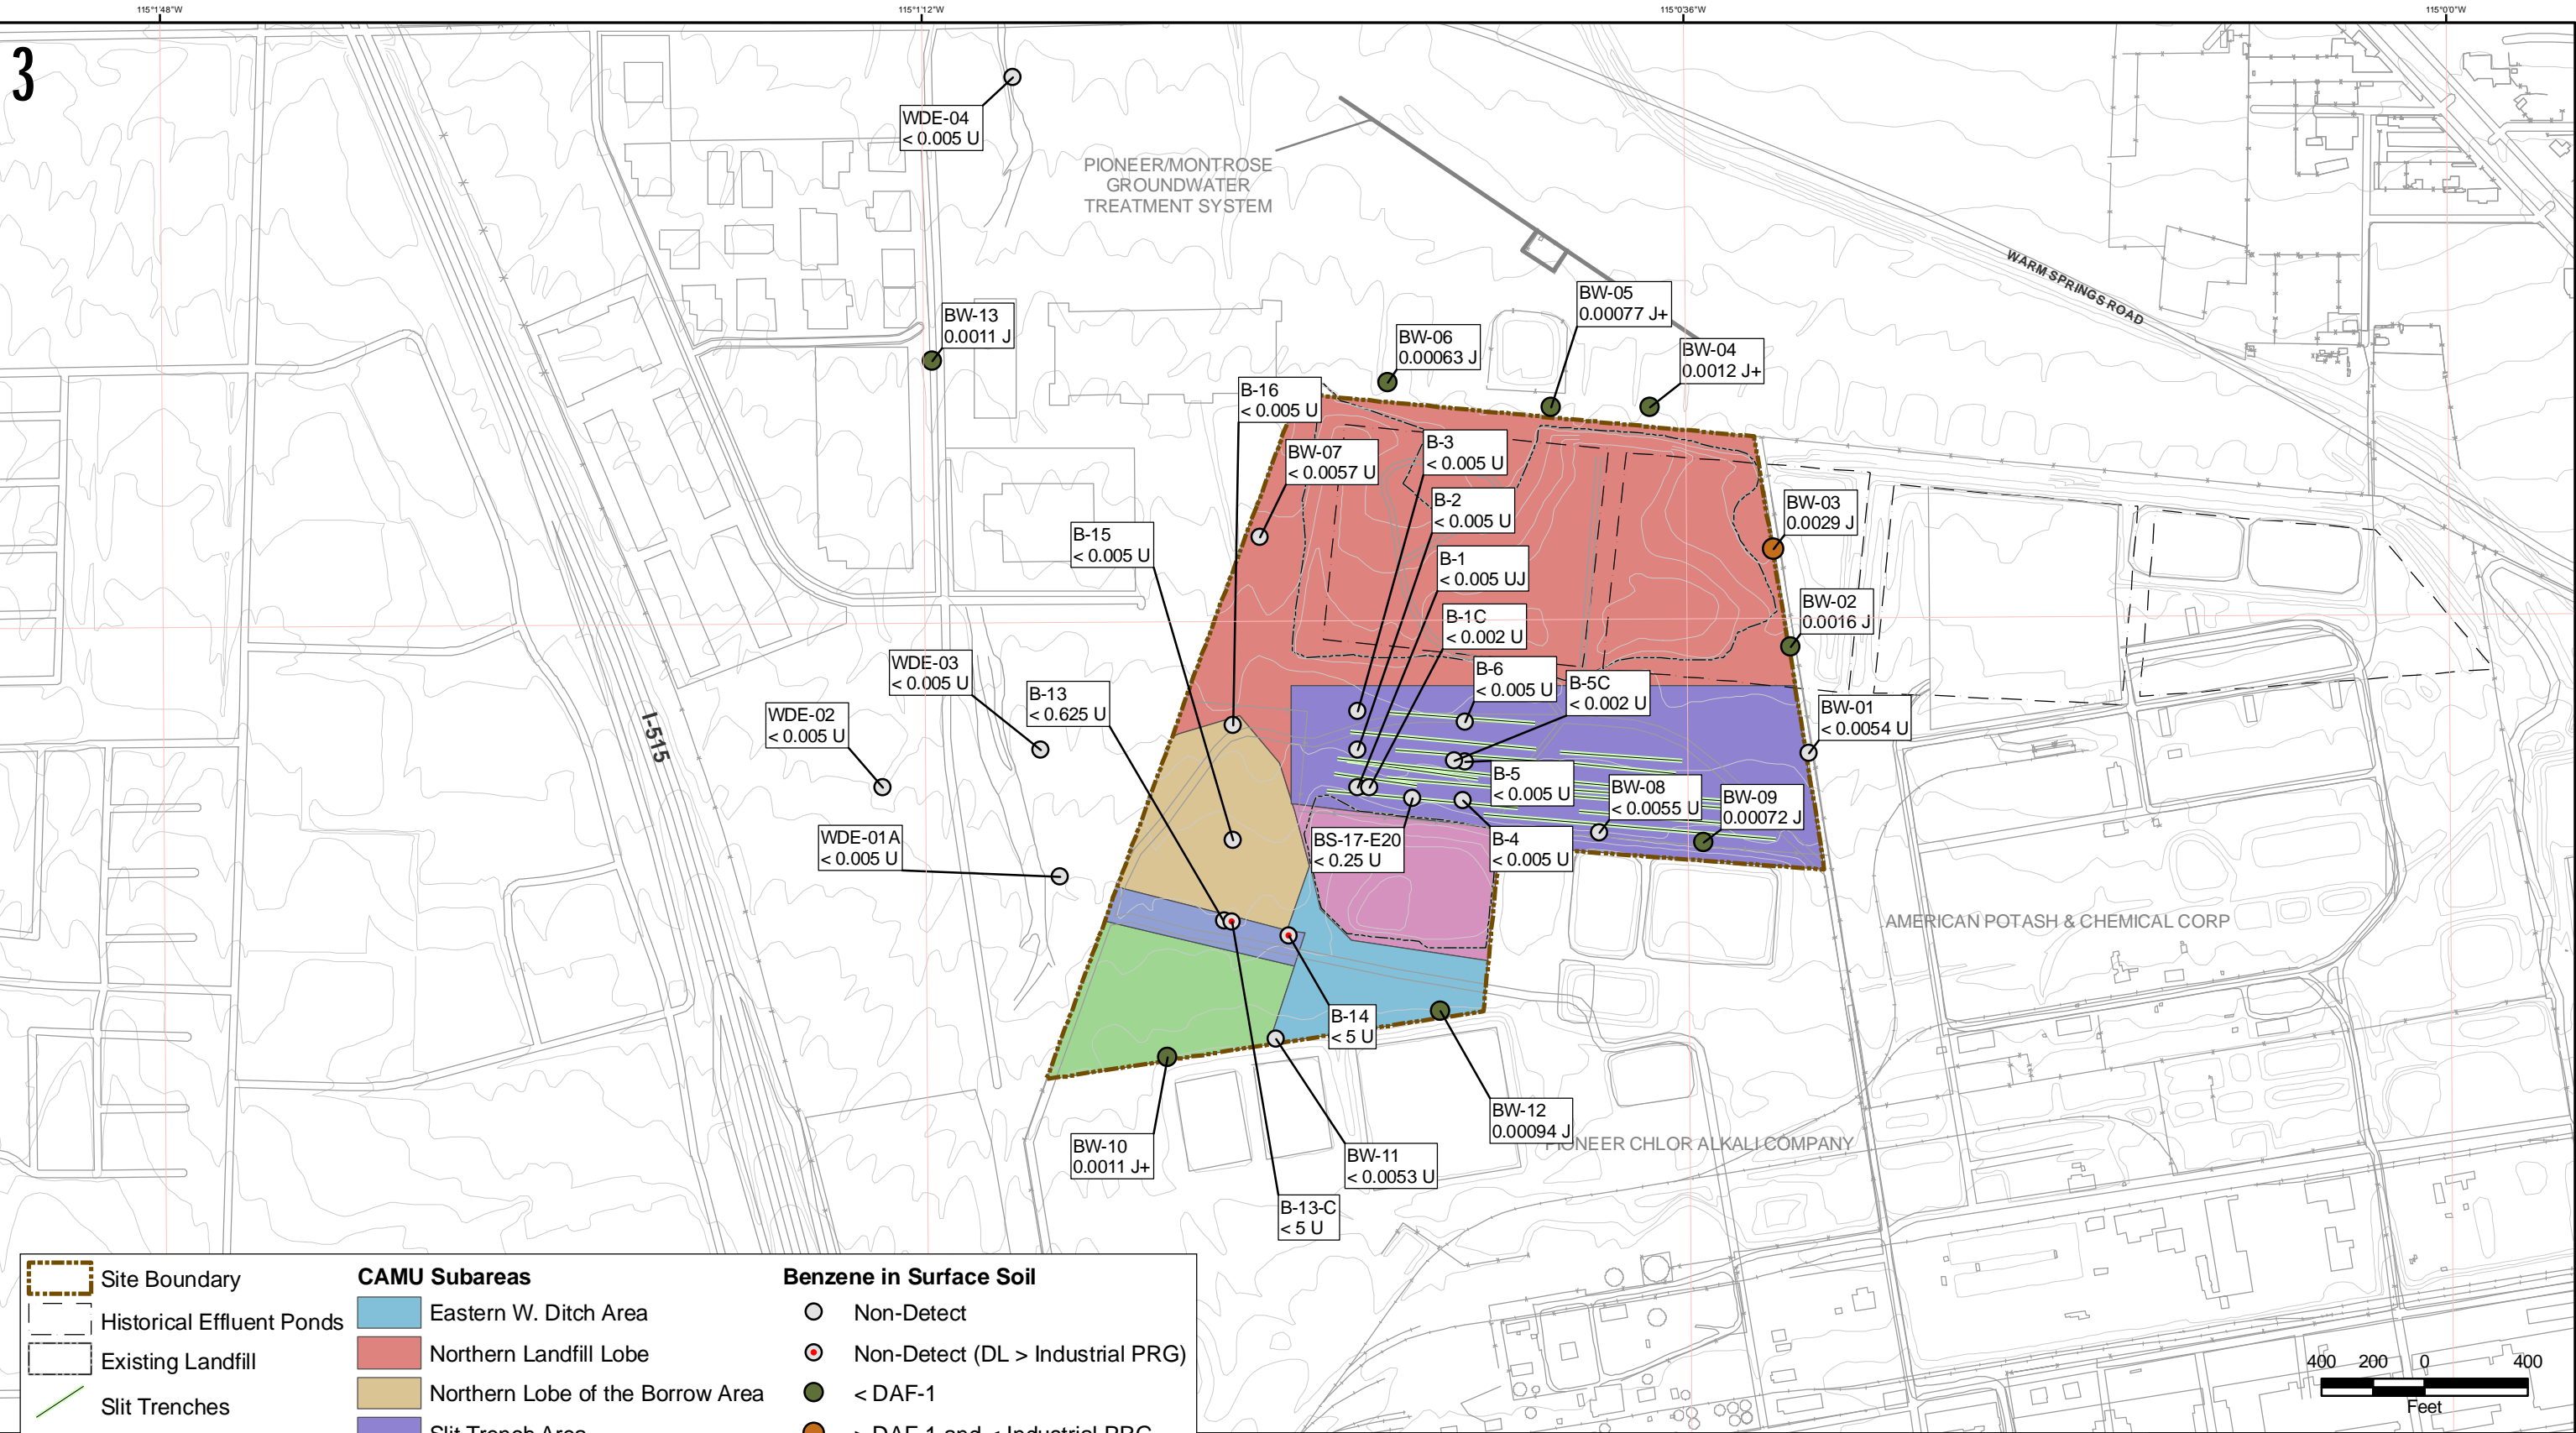 115°1'48"W
115°1'12"W
115°0'36"W
115°0'0"W
3
WDE-04
< 0.005 U
PIONEER/MONTROSE
GROUNDWATER
TREATMENT SYSTEM
WARM SPRINGS ROAD
BW-13
0.0011 J
BW-06
0.00063 J
BW-05
0.00077 J+
BW-04
0.0012 J+
B-16
< 0.005 U
BW-07
< 0.0057 U
B-3
< 0.005 U
B-2
< 0.005 U
BW-03
0.0029 J
B-15
< 0.005 U
B-1
< 0.005 UJ
B-1C
< 0.002 U
BW-02
0.0016 J
WDE-03
< 0.005 U
B-13
< 0.625 U
B-6
< 0.005 U
B-5C
< 0.002 U
WDE-02
< 0.005 U
I-515
BW-01
< 0.0054 U
B-5
< 0.005 U
BW-08
< 0.0055 U
BW-09
0.00072 J
WDE-01A
< 0.005 U
BS-17-E20
< 0.25 U
B-4
< 0.005 U
AMERICAN POTASH & CHEMICAL CORP
B-14
< 5 U
BW-12
0.00094 J
PIONEER CHLOR ALKALI COMPANY
BW-10
0.0011 J+
BW-11
< 0.0053 U
B-13-C
< 5 U
Site Boundary
Historical Effluent Ponds
Existing Landfill
Slit Trenches
CAMU Subareas
Eastern W. Ditch Area
Northern Landfill Lobe
Northern Lobe of the Borrow Area
Slit Trench Area
Benzene in Surface Soil
Non-Detect
Non-Detect (DL > Industrial PRG)
< DAF-1
> DAF-1 and < Industrial PRG
400 200 0 400
Feet